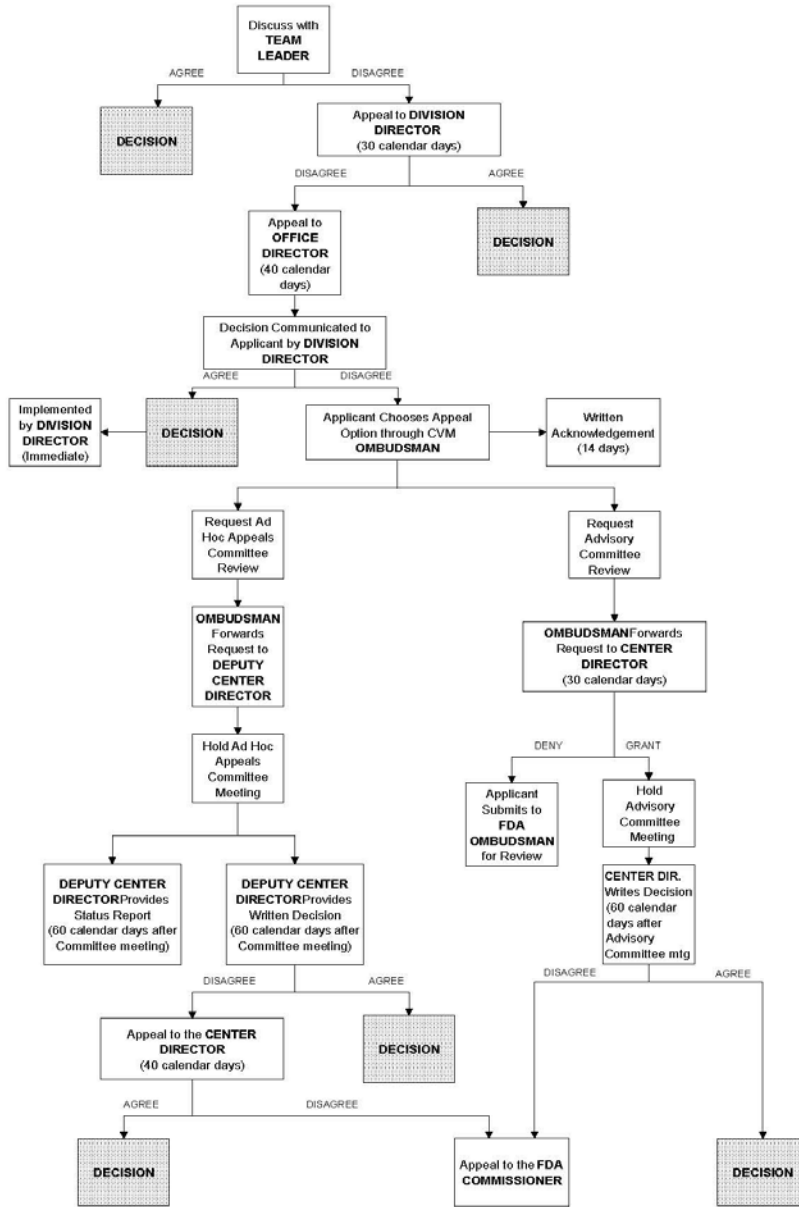 Discuss with
TEAM
LEADER
AGREE
DISAGREE
DECISION
Appeal to DIVISION
DIRECTOR
(30 calendar days)
DISAGREE
AGREE
Appeal to
OFFICE
DIRECTOR
(40 calendar
days)
DECISION
Decision Communicated to
Applicant by DIVISION
DIRECTOR
AGREE
DISAGREE
Implemented
by DIVISION
DIRECTOR
(Immediate)
DECISION
Applicant Chooses Appeal
Option through CVM
OMBUDSMAN
Written
Acknowledgement
(14 days)
Request Ad
Hoc Appeals
Committee
Review
Request
Advisory
Committee
Review
OMBUDSMAN
Forwards
Request to
DEPUTY
CENTER
DIRECTOR
OMBUDSMANForwards
Request to CENTER
DIRECTOR
(30 calendar days)
Hold Ad Hoc
Appeals
Committee
Meeting
DENY
GRANT
Applicant
Submits to
FDA
OMBUDSMAN
for Review
Hold
Advisory
Committee
Meeting
DEPUTY CENTER
DIRECTORProvides
Status Report
(60 calendar days after
Committee meeting)
DEPUTY CENTER
DIRECTORProvides
Written Decision
(60 calendar days after
Committee meeting)
CENTER DIR.
Writes Decision
(60 calendar
days after
Advisory
Committee mtg
DISAGREE
AGREE
DISAGREE
AGREE
Appeal to the CENTER
DIRECTOR
(40 calendar days)
DECISION
AGREE
DISAGREE
DECISION
Appeal to the FDA
COMMISSIONER
DECISION